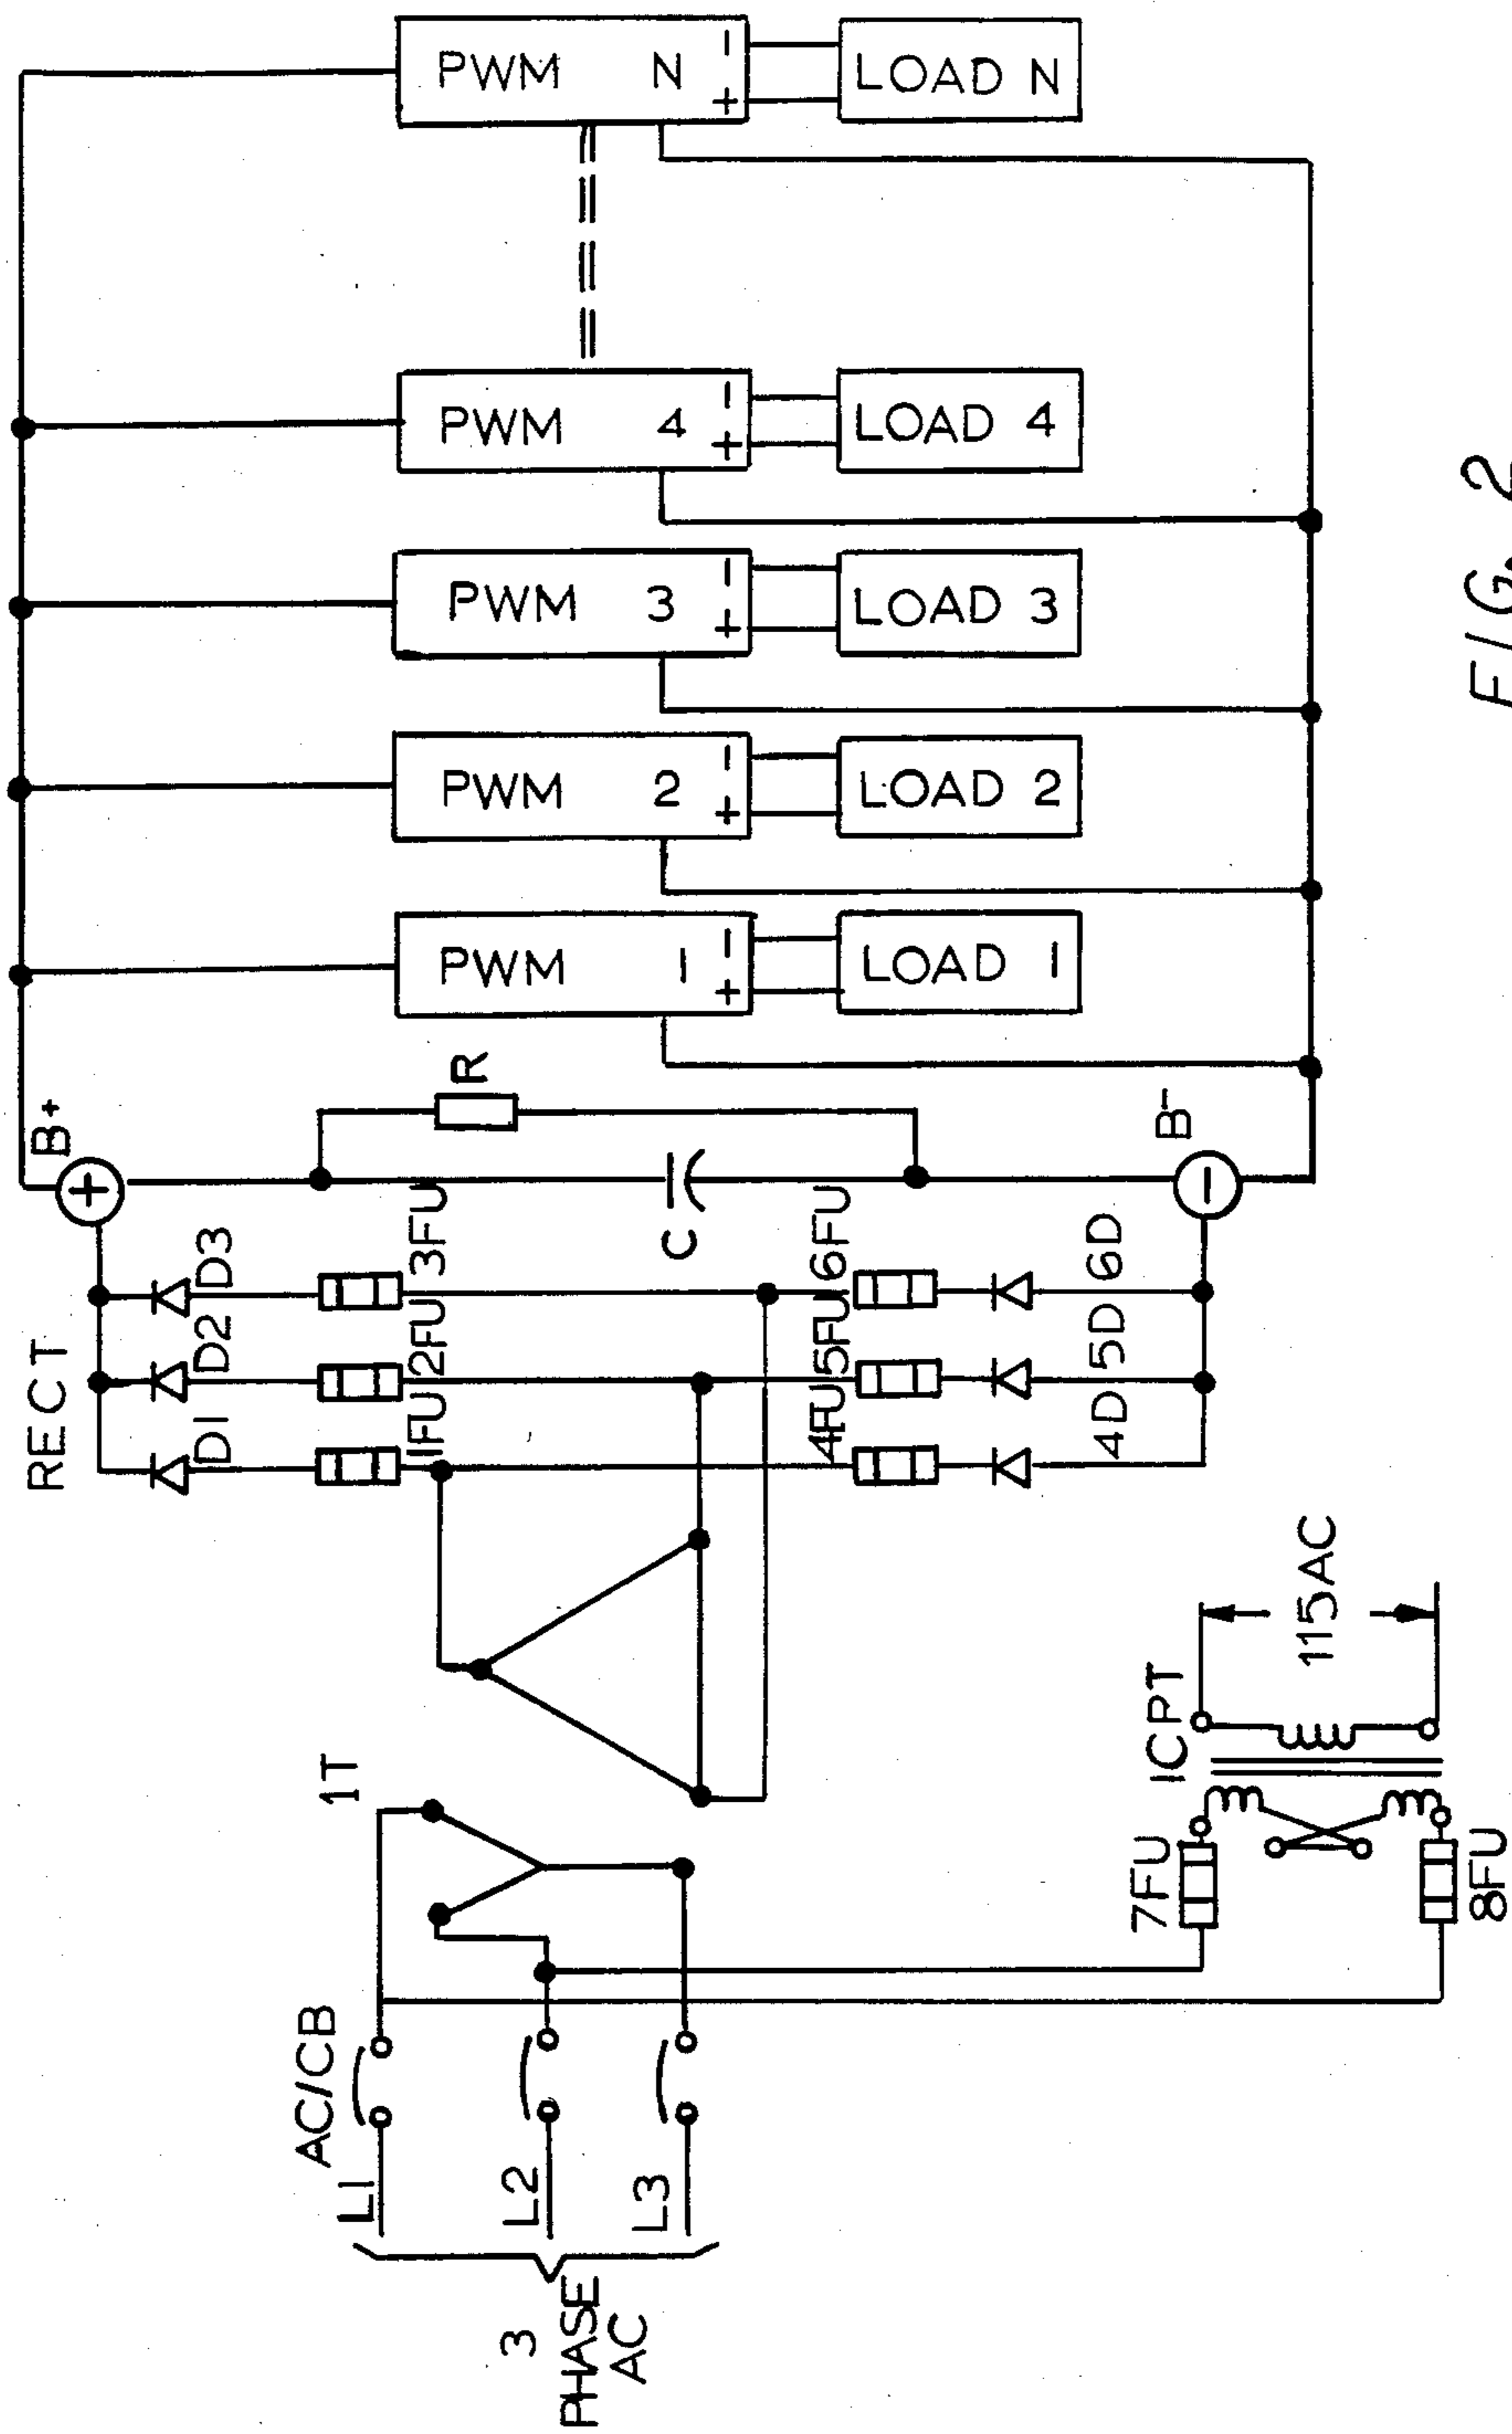 3
PHASE
AC
L1
L2
L3
AC/CB
1T
7FU
8FU
1CPT
115AC
RECT
D1
D2
D3
1FU
2FU
3FU
4FU
5FU
6FU
4D
5D
6D
B+
B-
C
R
PWM 1
+ -
LOAD 1
PWM 2
+ -
LOAD 2
PWM 3
+ -
LOAD 3
PWM 4
+ -
LOAD 4
PWM N
+ -
LOAD N
FIG. 2